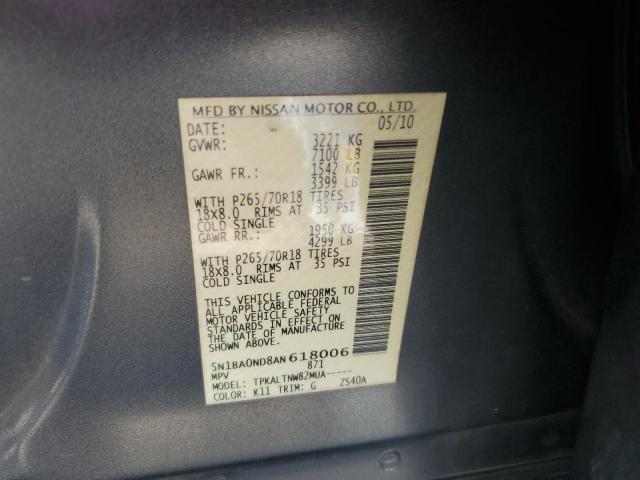 MFD BY NISSAN MOTOR CO., LTD.
DATE: 05/10
GVWR: 3221 KG
7100 LB
GAWR FR.: 1542 KG
3399 LB
WITH P265/70R18 TIRES
18X8.0 RIMS AT 35 PSI
COLD SINGLE
GAWR RR.: 1950 KG
4299 LB
WITH P265/70R18 TIRES
18X8.0 RIMS AT 35 PSI
COLD SINGLE
THIS VEHICLE CONFORMS TO
ALL APPLICABLE FEDERAL
MOTOR VEHICLE SAFETY
STANDARDS IN EFFECT ON
THE DATE OF MANUFACTURE
SHOWN ABOVE.
5N1BA0ND8AN618006
MPV 871
MODEL: TPKALTNW82MUA-----
COLOR: K11 TRIM: G ZS40A